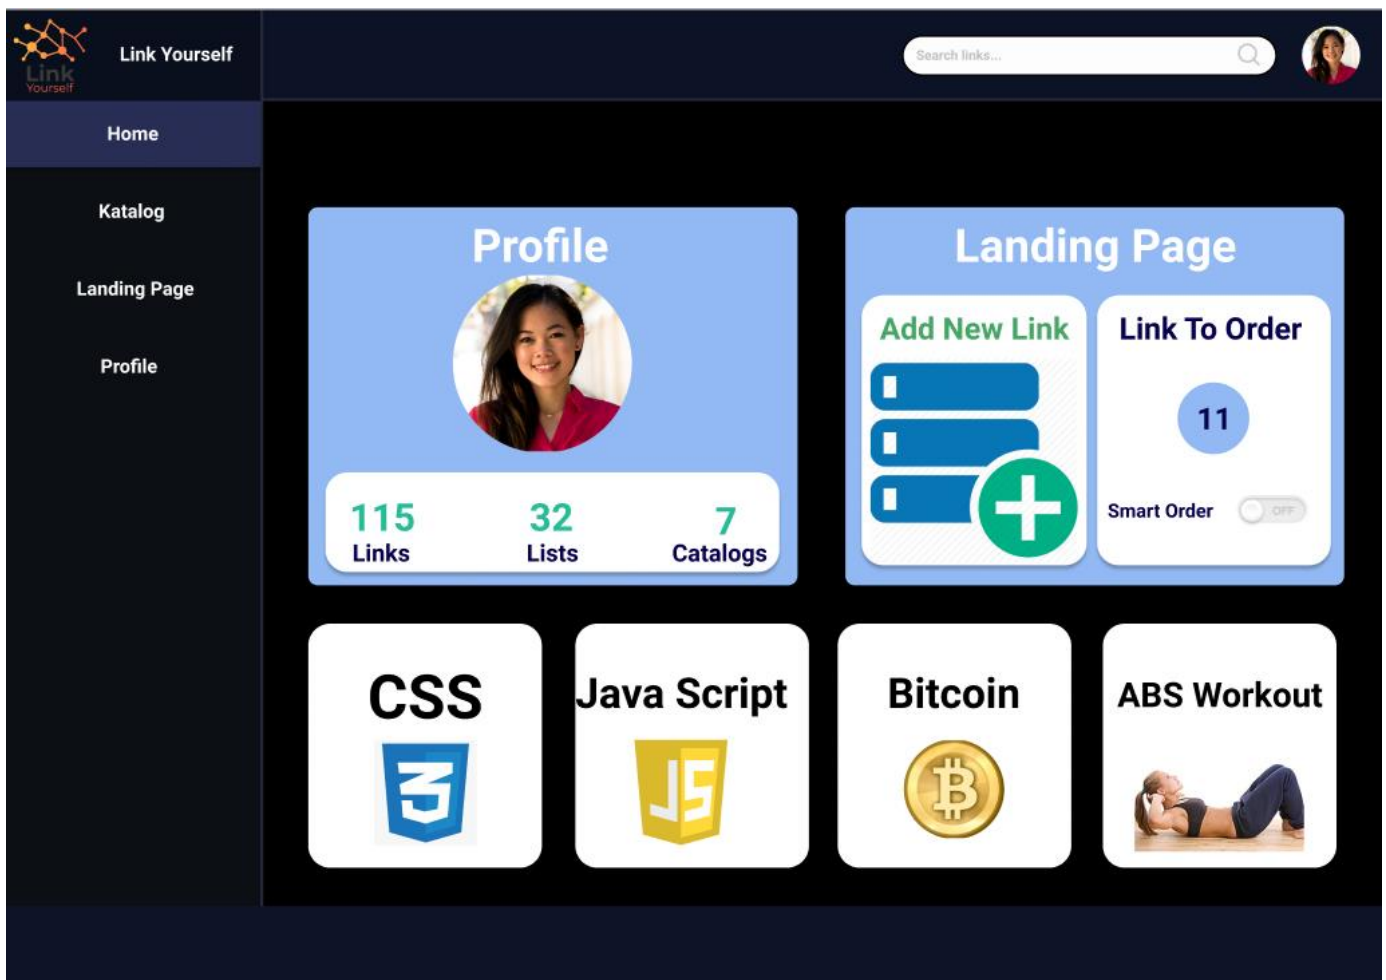 Link
Yourself
Link Yourself
Search links...
Home
Katalog
Landing Page
Profile
Profile
115
Links
32
Lists
7
Catalogs
Landing Page
Add New Link
Link To Order
11
Smart Order
OFF
CSS
Java Script
JS
Bitcoin
ABS Workout